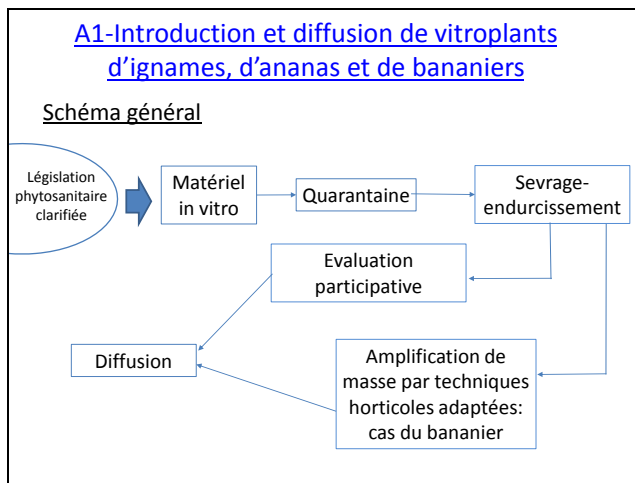 A1-Introduction et diffusion de vitroplants
d’ignames, d’ananas et de bananiers
Schéma général
Législation
phytosanitaire
clarifiée
Matériel
in vitro
Quarantaine
Sevrage-
endurcissement
Evaluation
participative
Diffusion
Amplification de
masse par techniques
horticoles adaptées:
cas du bananier